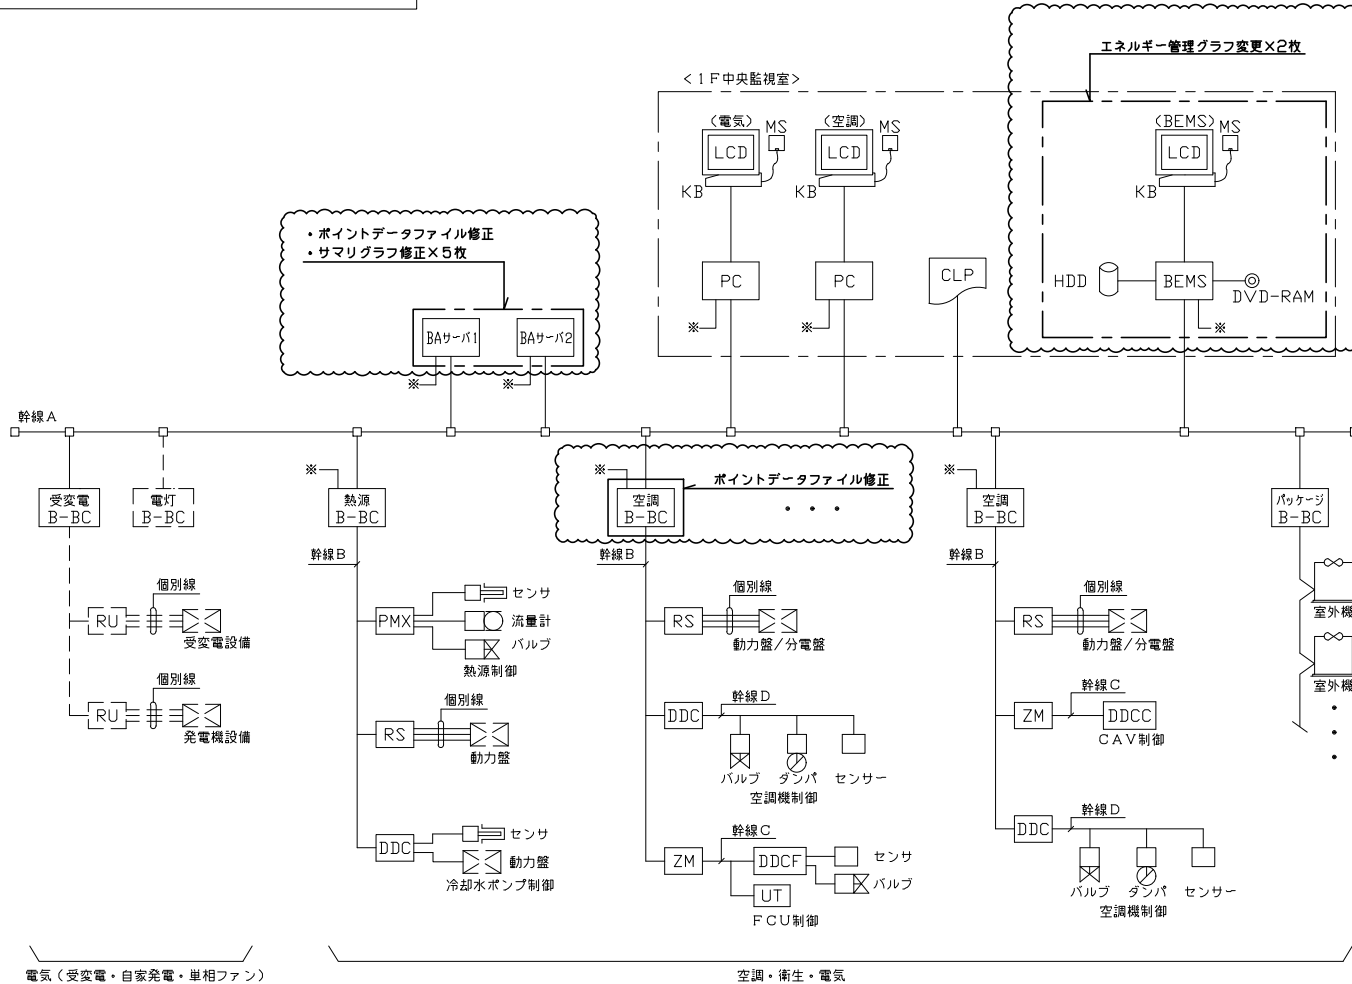 エネルギー管理グラフ変更×2枚
<1F中央監視室>
(電気)
MS
LCD
KB
(空調)
MS
LCD
KB
(BEMS)
MS
LCD
KB
・ポイントデータファイル修正
・サマリグラフ修正×5枚
PC
PC
CLP
HDD
BEMS
DVD-RAM
※
※
※
BAサーバ1
BAサーバ2
※
※
幹線A
※
※
※
ポイントデータファイル修正
・・・
受変電
B-BC
電灯
B-BC
熱源
B-BC
空調
B-BC
空調
B-BC
パッケージ
B-BC
幹線B
幹線B
幹線B
個別線
RU
受変電設備
個別線
RU
発電機設備
PMX
センサ
流量計
バルブ
熱源制御
個別線
RS
動力盤
DDC
センサ
動力盤
冷却水ポンプ制御
個別線
RS
動力盤/分電盤
幹線D
DDC
バルブ
ダンパ
センサー
空調機制御
幹線C
ZM
DDCF
センサ
バルブ
UT
FCU制御
個別線
RS
動力盤/分電盤
幹線C
ZM
DDCC
CAV制御
幹線D
DDC
バルブ
ダンパ
センサー
空調機制御
室外機
室外機
・
・
・
電気(受変電・自家発電・単相ファン)
空調・衛生・電気